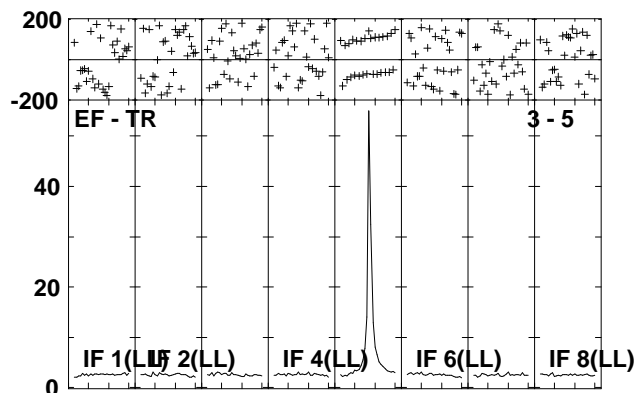 200
-200
EF - TR 3 - 5
40
20
IF 1(LL) IF 2(LL) IF 4(LL) IF 6(LL) IF 8(LL)
0